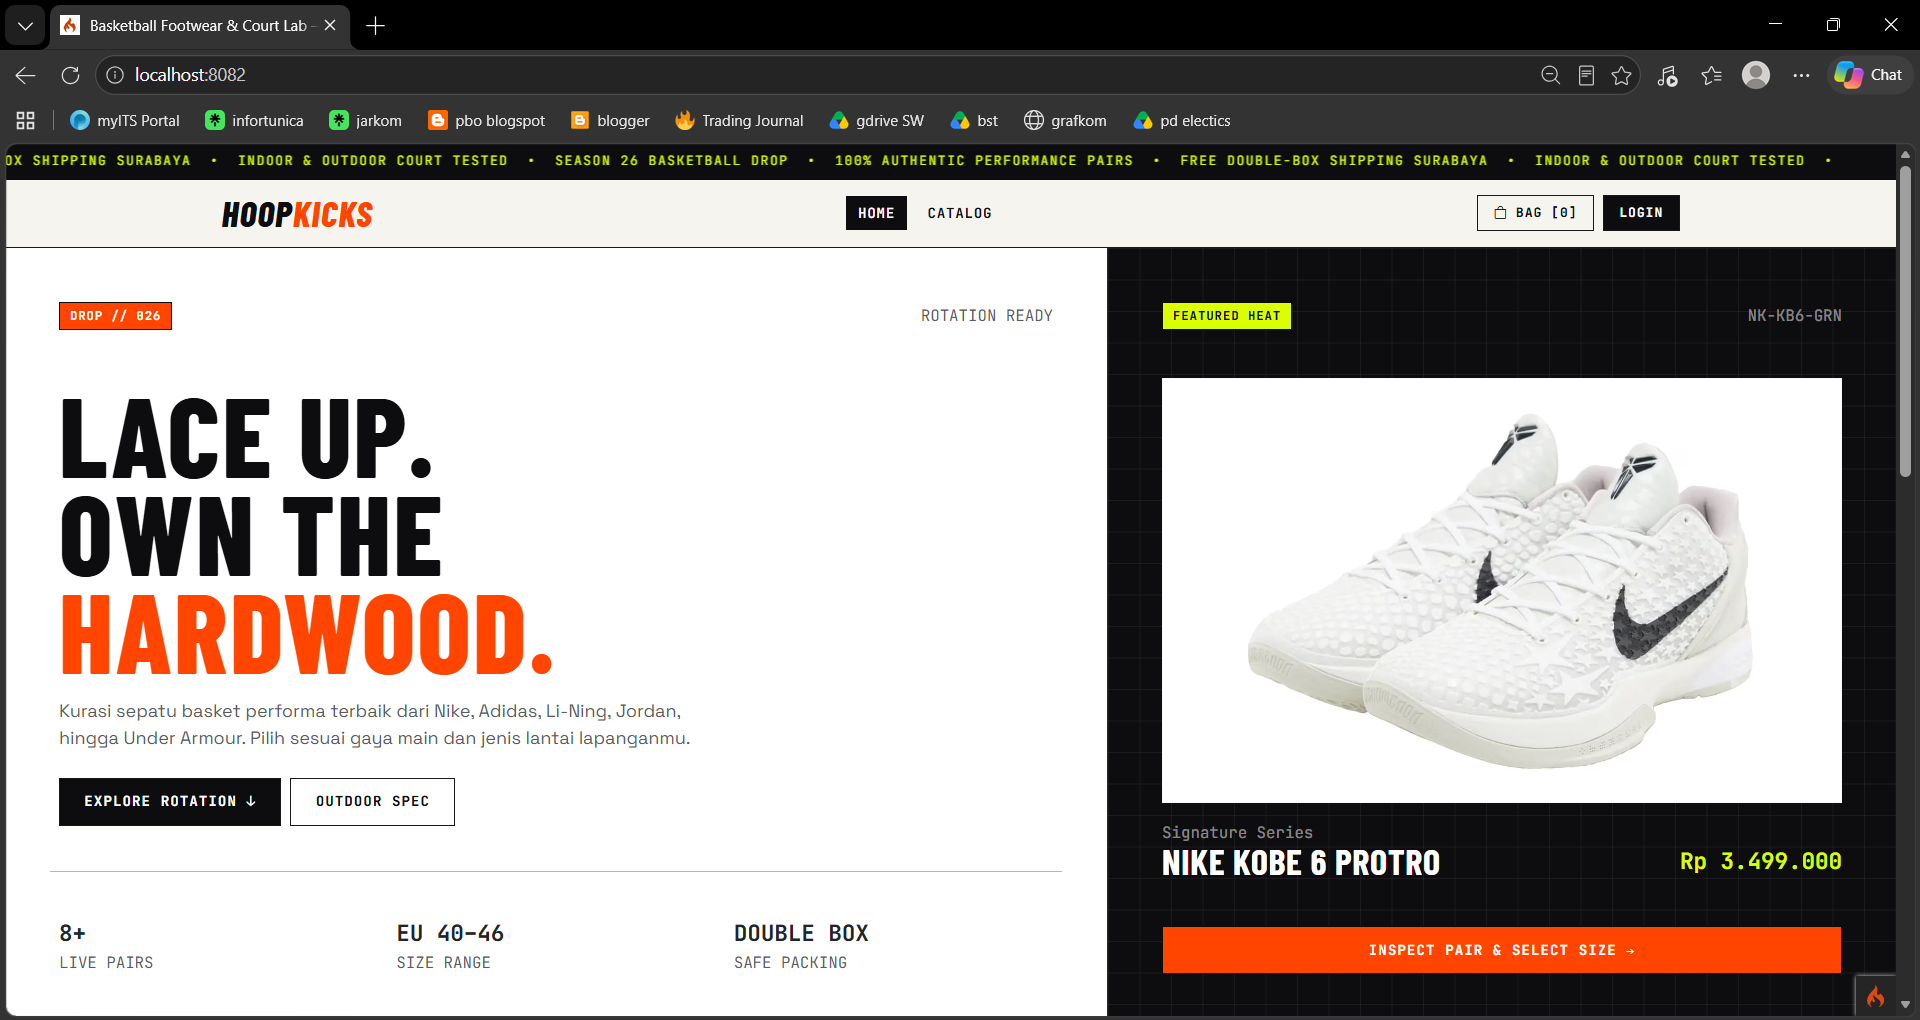 Basketball Footwear & Court Lab
localhost:8082
Chat
myITS Portal
infortunica
jarkom
pbo blogspot
blogger
Trading Journal
gdrive SW
bst
grafkom
pd electics
OX SHIPPING SURABAYA • INDOOR & OUTDOOR COURT TESTED • SEASON 26 BASKETBALL DROP • 100% AUTHENTIC PERFORMANCE PAIRS • FREE DOUBLE-BOX SHIPPING SURABAYA • INDOOR & OUTDOOR COURT TESTED •
HOOPKICKS
HOME
CATALOG
BAG [0]
LOGIN
DROP // 026
ROTATION READY
LACE UP.
OWN THE
HARDWOOD.
Kurasi sepatu basket performa terbaik dari Nike, Adidas, Li-Ning, Jordan,
hingga Under Armour. Pilih sesuai gaya main dan jenis lantai lapanganmu.
EXPLORE ROTATION ↓
OUTDOOR SPEC
8+
LIVE PAIRS
EU 40–46
SIZE RANGE
DOUBLE BOX
SAFE PACKING
FEATURED HEAT
NK-KB6-GRN
Signature Series
NIKE KOBE 6 PROTRO
Rp 3.499.000
INSPECT PAIR & SELECT SIZE →